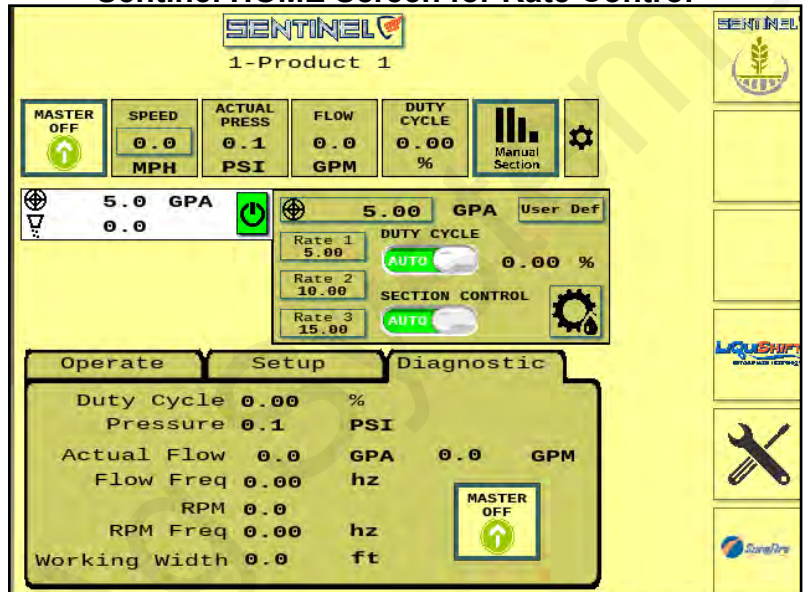 Sentinel HOME Screen for Rate Control
SENTINEL
1-Product 1
MASTER OFF
SPEED
0.0
MPH
ACTUAL PRESS
0.1
PSI
FLOW
0.0
GPM
DUTY CYCLE
0.00
%
Manual Section
5.0 GPA
0.0
5.00 GPA User Def
Rate 1
5.00
Rate 2
10.00
Rate 3
15.00
DUTY CYCLE
AUTO 0.00 %
SECTION CONTROL
AUTO
Operate Setup Diagnostic
Duty Cycle 0.00 %
Pressure 0.1 PSI
Actual Flow 0.0 GPA 0.0 GPM
Flow Freq 0.00 hz
RPM 0.0
RPM Freq 0.00 hz
Working Width 0.0 ft
MASTER OFF
SENTINEL
LiquiShift
SureFire